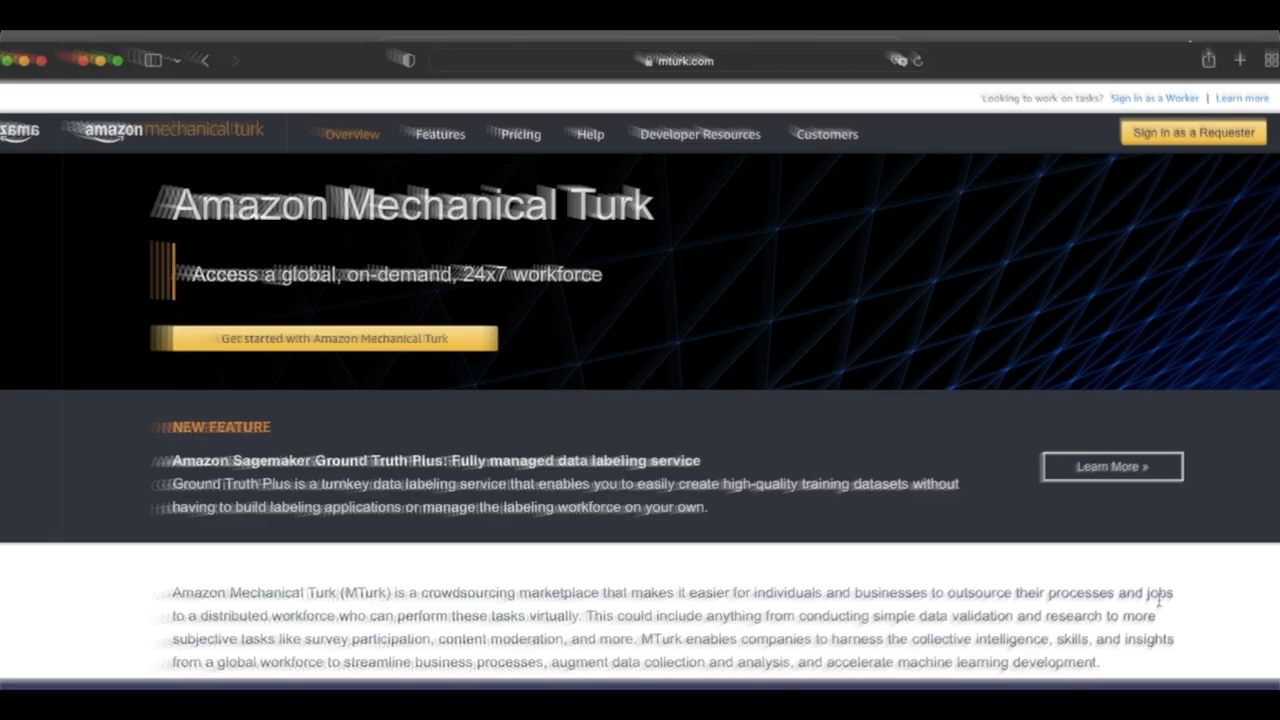 mturk.com
Looking to work on tasks? Sign in as a Worker | Learn more
amazon mechanical turk Overview Features Pricing Help Developer Resources Customers Sign in as a Requester
Amazon Mechanical Turk
Access a global, on-demand, 24x7 workforce
Get started with Amazon Mechanical Turk
NEW FEATURE
Amazon Sagemaker Ground Truth Plus: Fully managed data labeling service
Ground Truth Plus is a turnkey data labeling service that enables you to easily create high-quality training datasets without
having to build labeling applications or manage the labeling workforce on your own.
Learn More »
Amazon Mechanical Turk (MTurk) is a crowdsourcing marketplace that makes it easier for individuals and businesses to outsource their processes and jobs
to a distributed workforce who can perform these tasks virtually. This could include anything from conducting simple data validation and research to more
subjective tasks like survey participation, content moderation, and more. MTurk enables companies to harness the collective intelligence, skills, and insights
from a global workforce to streamline business processes, augment data collection and analysis, and accelerate machine learning development.